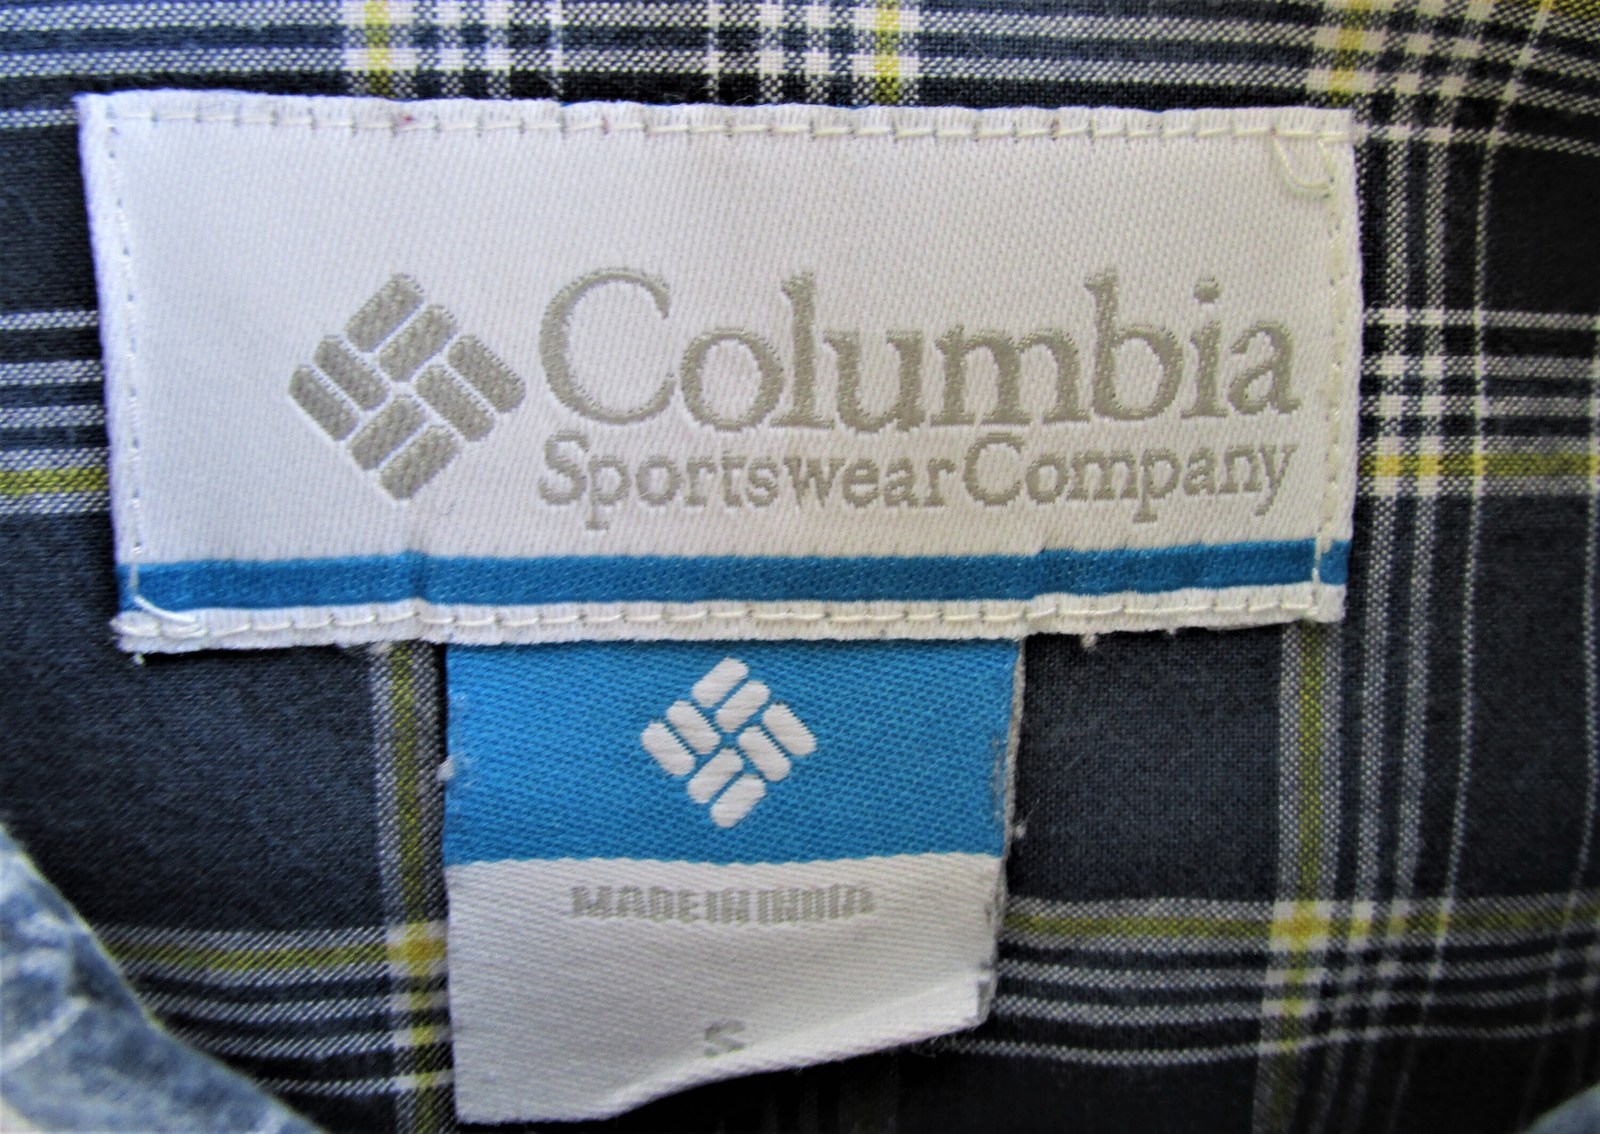 Columbia
Sportswear Company
MADE IN INDIA
S